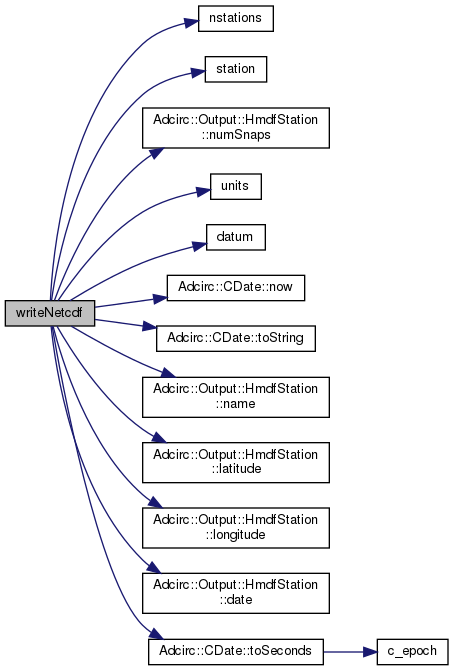 nstations
station
Adcirc::Output::HmdfStation
::numSnaps
units
datum
Adcirc::CDate::now
writeNetcdf
Adcirc::CDate::toString
Adcirc::Output::HmdfStation
::name
Adcirc::Output::HmdfStation
::latitude
Adcirc::Output::HmdfStation
::longitude
Adcirc::Output::HmdfStation
::date
Adcirc::CDate::toSeconds
c_epoch